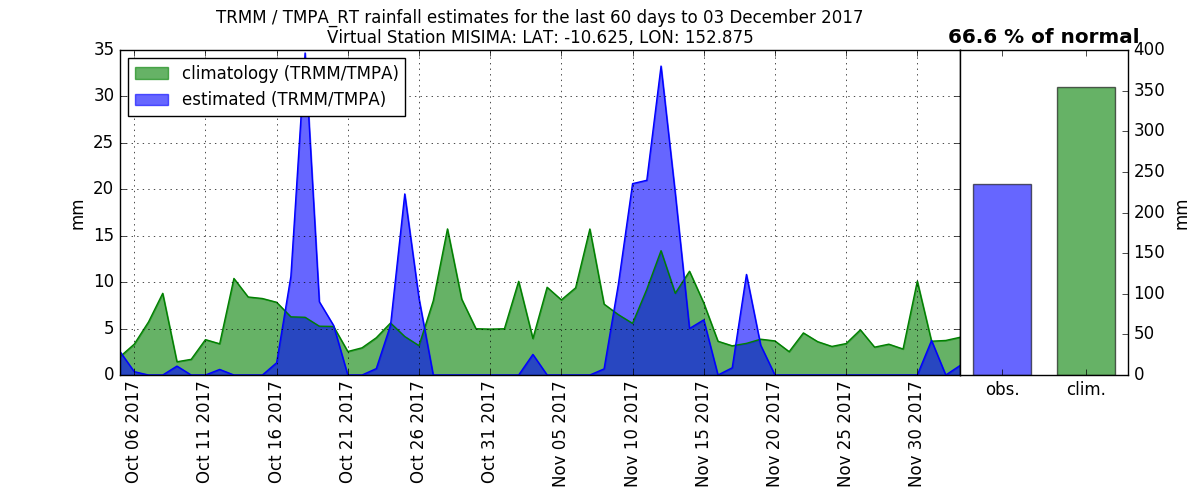 TRMM / TMPA_RT rainfall estimates for the last 60 days to 03 December 2017
Virtual Station MISIMA: LAT: -10.625, LON: 152.875
66.6 % of normal
climatology (TRMM/TMPA)
estimated (TRMM/TMPA)
35
30
25
20
15
10
5
0
mm
Oct 06 2017
Oct 11 2017
Oct 16 2017
Oct 21 2017
Oct 26 2017
Oct 31 2017
Nov 05 2017
Nov 10 2017
Nov 15 2017
Nov 20 2017
Nov 25 2017
Nov 30 2017
obs.
clim.
400
350
300
250
200
150
100
50
0
mm